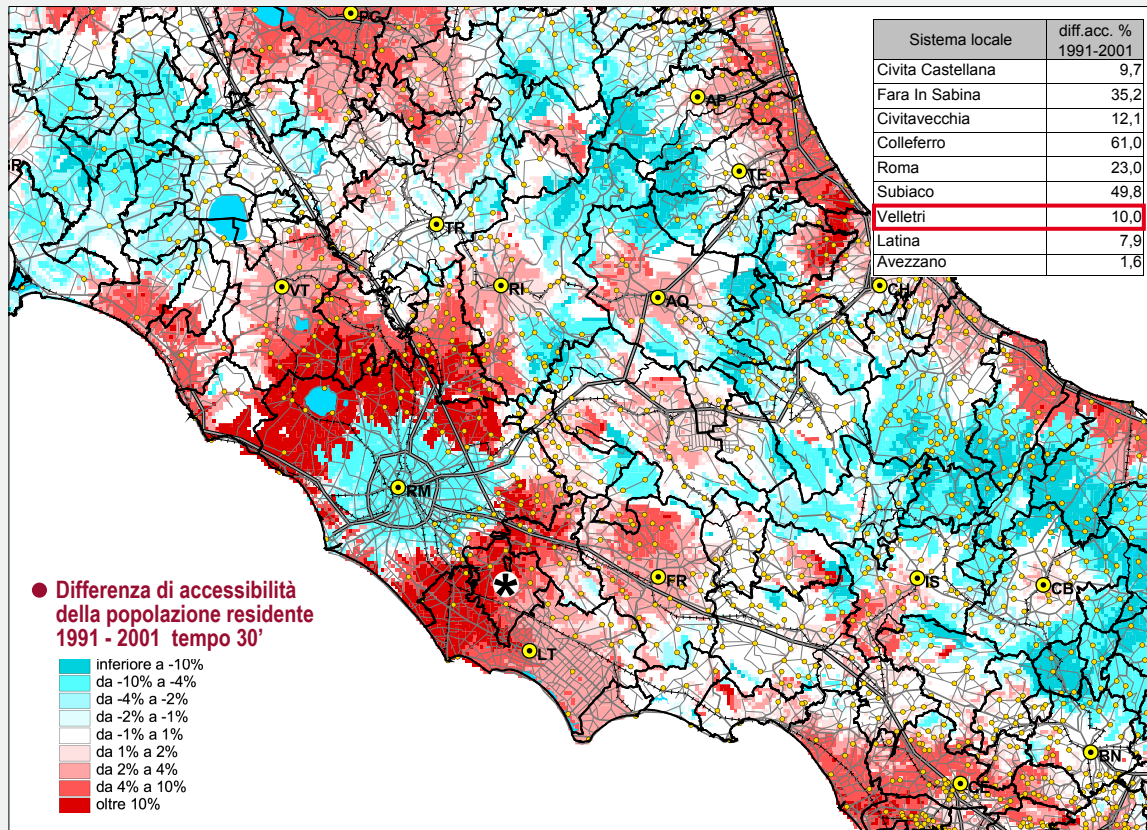 PG
Sistema locale diff.acc. % 1991-2001
Civita Castellana 9,7
Fara In Sabina 35,2
Civitavecchia 12,1
Colleferro 61,0
Roma 23,0
Subiaco 49,8
Velletri 10,0
Latina 7,9
Avezzano 1,6
AP
TE
TR
VT
RI
AQ
CH
RM
*
FR
IS
CB
LT
BN
CE
Differenza di accessibilità
della popolazione residente
1991 - 2001 tempo 30'
inferiore a -10%
da -10% a -4%
da -4% a -2%
da -2% a -1%
da -1% a 1%
da 1% a 2%
da 2% a 4%
da 4% a 10%
oltre 10%